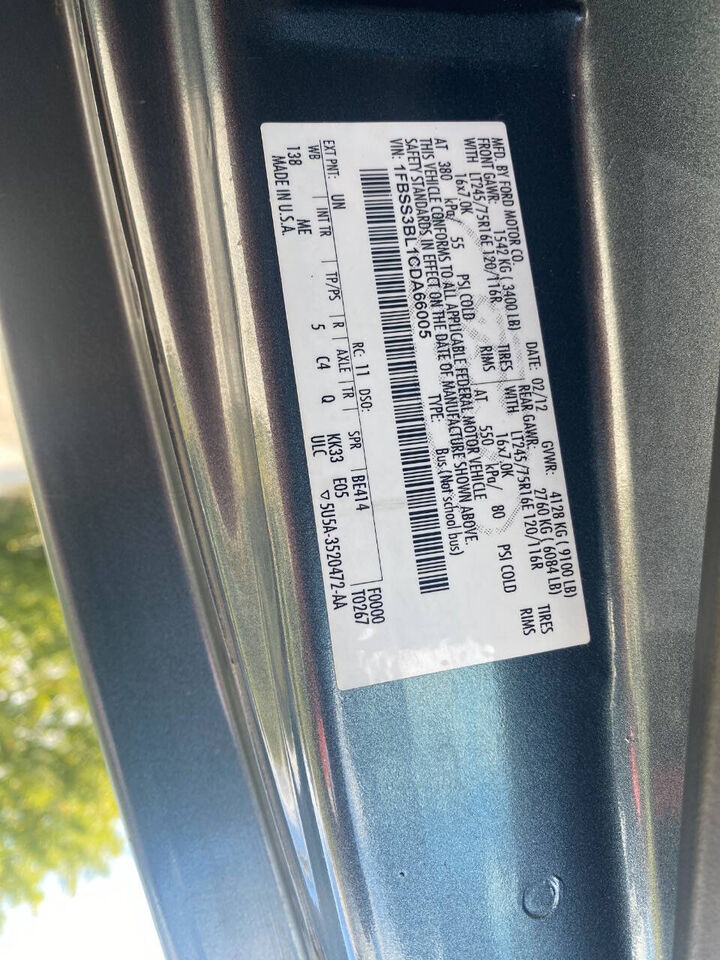 MFD. BY FORD MOTOR CO.
DATE: 02/12 GVWR: 4128 KG ( 9100 LB)
FRONT GAWR: 1542 KG ( 3400 LB) REAR GAWR: 2760 KG ( 6084 LB)
WITH LT245/75R16E 120/116R TIRES WITH LT245/75R16E 120/116R TIRES
16x7.0K RIMS 16x7.0K RIMS
AT 380 kPa/ 55 PSI COLD AT 550 kPa/ 80 PSI COLD
THIS VEHICLE CONFORMS TO ALL APPLICABLE FEDERAL MOTOR VEHICLE
SAFETY STANDARDS IN EFFECT ON THE DATE OF MANUFACTURE SHOWN ABOVE.
VIN: 1FBSS3BL1CDA66005 TYPE: Bus.(Not school bus)
F0000
T0267
EXT PNT: UN RC: 11 DSO:
WB INT TR TP/PS R AXLE TR SPR BE414
138 ME 5 C4 Q KK33 E05
MADE IN U.S.A. ULC ▽5U5A-3520472-AA